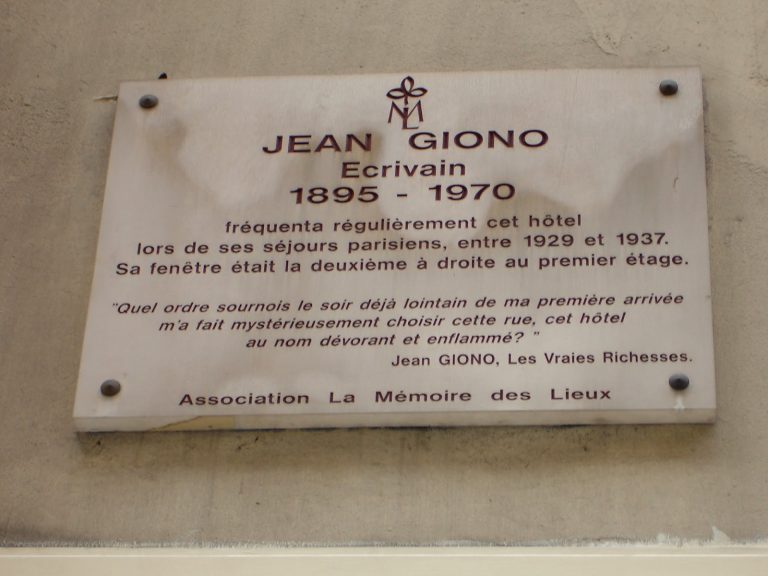 MLL
JEAN GIONO
Ecrivain
1895 - 1970
fréquenta régulièrement cet hôtel
lors de ses séjours parisiens, entre 1929 et 1937.
Sa fenêtre était la deuxième à droite au premier étage.
"Quel ordre sournois le soir déjà lointain de ma première arrivée
m'a fait mystérieusement choisir cette rue, cet hôtel
au nom dévorant et enflammé? "
Jean GIONO, Les Vraies Richesses.
Association La Mémoire des Lieux